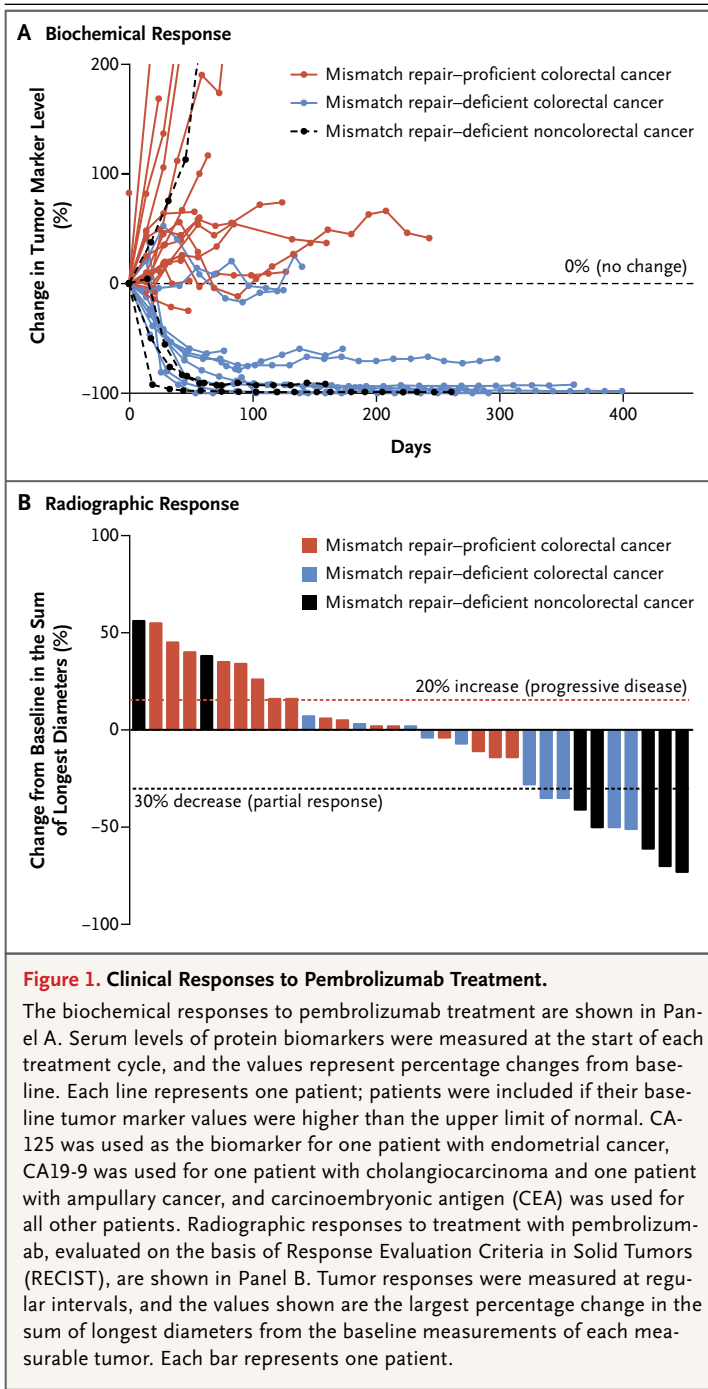 A Biochemical Response
200
100
0
−100
Change in Tumor Marker Level
(%)
Mismatch repair–proficient colorectal cancer
Mismatch repair–deficient colorectal cancer
Mismatch repair–deficient noncolorectal cancer
0% (no change)
0
100
200
300
400
Days
B Radiographic Response
100
50
0
−50
−100
Change from Baseline in the Sum
of Longest Diameters (%)
Mismatch repair–proficient colorectal cancer
Mismatch repair–deficient colorectal cancer
Mismatch repair–deficient noncolorectal cancer
20% increase (progressive disease)
30% decrease (partial response)
Figure 1. Clinical Responses to Pembrolizumab Treatment.
The biochemical responses to pembrolizumab treatment are shown in Pan-
el A. Serum levels of protein biomarkers were measured at the start of each
treatment cycle, and the values represent percentage changes from base-
line. Each line represents one patient; patients were included if their base-
line tumor marker values were higher than the upper limit of normal. CA-
125 was used as the biomarker for one patient with endometrial cancer,
CA19-9 was used for one patient with cholangiocarcinoma and one patient
with ampullary cancer, and carcinoembryonic antigen (CEA) was used for
all other patients. Radiographic responses to treatment with pembrolizum-
ab, evaluated on the basis of Response Evaluation Criteria in Solid Tumors
(RECIST), are shown in Panel B. Tumor responses were measured at regu-
lar intervals, and the values shown are the largest percentage change in the
sum of longest diameters from the baseline measurements of each mea-
surable tumor. Each bar represents one patient.